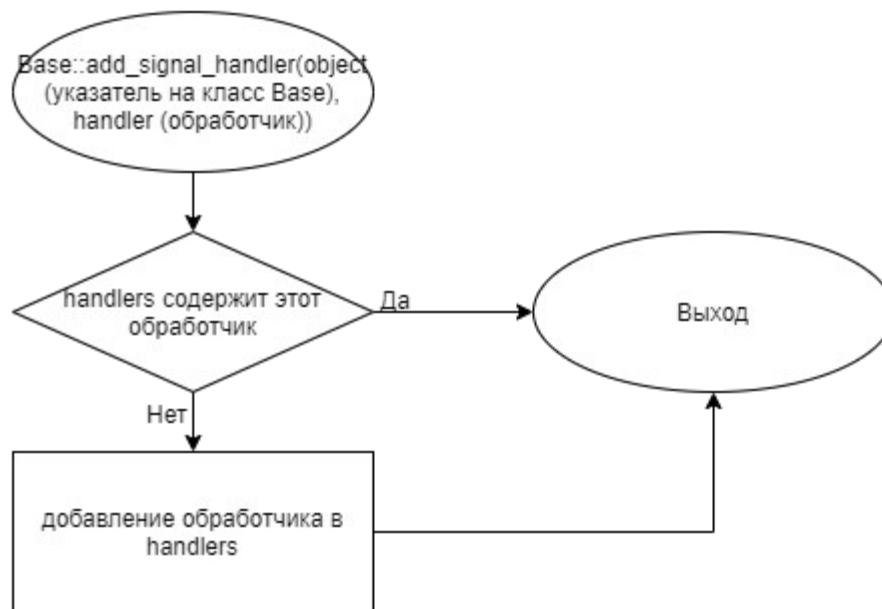 Base::add_signal_handler(object
(указатель на класс Base),
handler (обработчик))
handlers содержит этот
обработчик
Да
Выход
Нет
добавление обработчика в
handlers